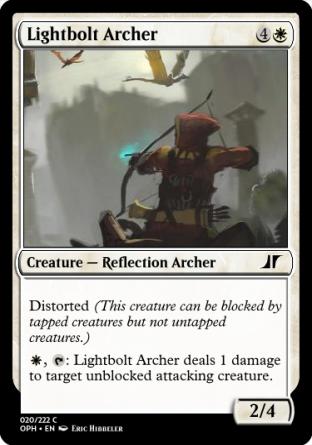 Lightbolt Archer 4
Creature — Reflection Archer
Distorted (This creature can be blocked by
tapped creatures but not untapped
creatures.)
, : Lightbolt Archer deals 1 damage
to target unblocked attacking creature.
2/4
020/222 C
OPH • EN Eric Hibbeler